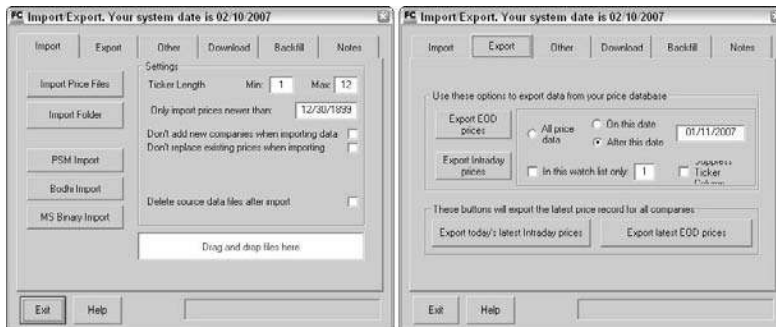 FC Import/Export. Your system date is 02/10/2007
Import Export Other Download Backfill Notes
Import Price Files
Import Folder
PSM Import
Bodhi Import
MS Binary Import
Settings
Ticker Length Min: 1 Max: 12
Only import prices newer than: 12/30/1899
Don't add new companies when importing data
Don't replace existing prices when importing
Delete source data files after import
Drag and drop files here
Exit Help
FC Import/Export. Your system date is 02/10/2007
Import Export Other Download Backfill Notes
Use these options to export data from your price database
Export EOD
prices
Export Intraday
prices
All price
data
On this date
After this date
01/11/2007
In this watch list only: 1
Ticker
These buttons will export the latest price record for all companies
Export today's latest Intraday prices Export latest EOD prices
Exit Help